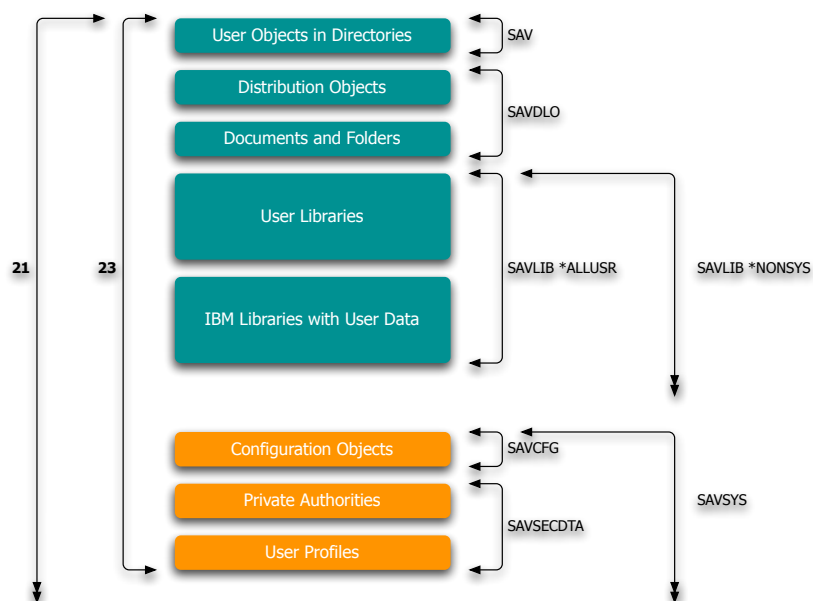 User Objects in Directories
SAV
Distribution Objects
SAVDLO
Documents and Folders
User Libraries
21
23
SAVLIB *ALLUSR
SAVLIB *NONSYS
IBM Libraries with User Data
Configuration Objects
SAVCFG
Private Authorities
SAVSYS
SAVSECDTA
User Profiles